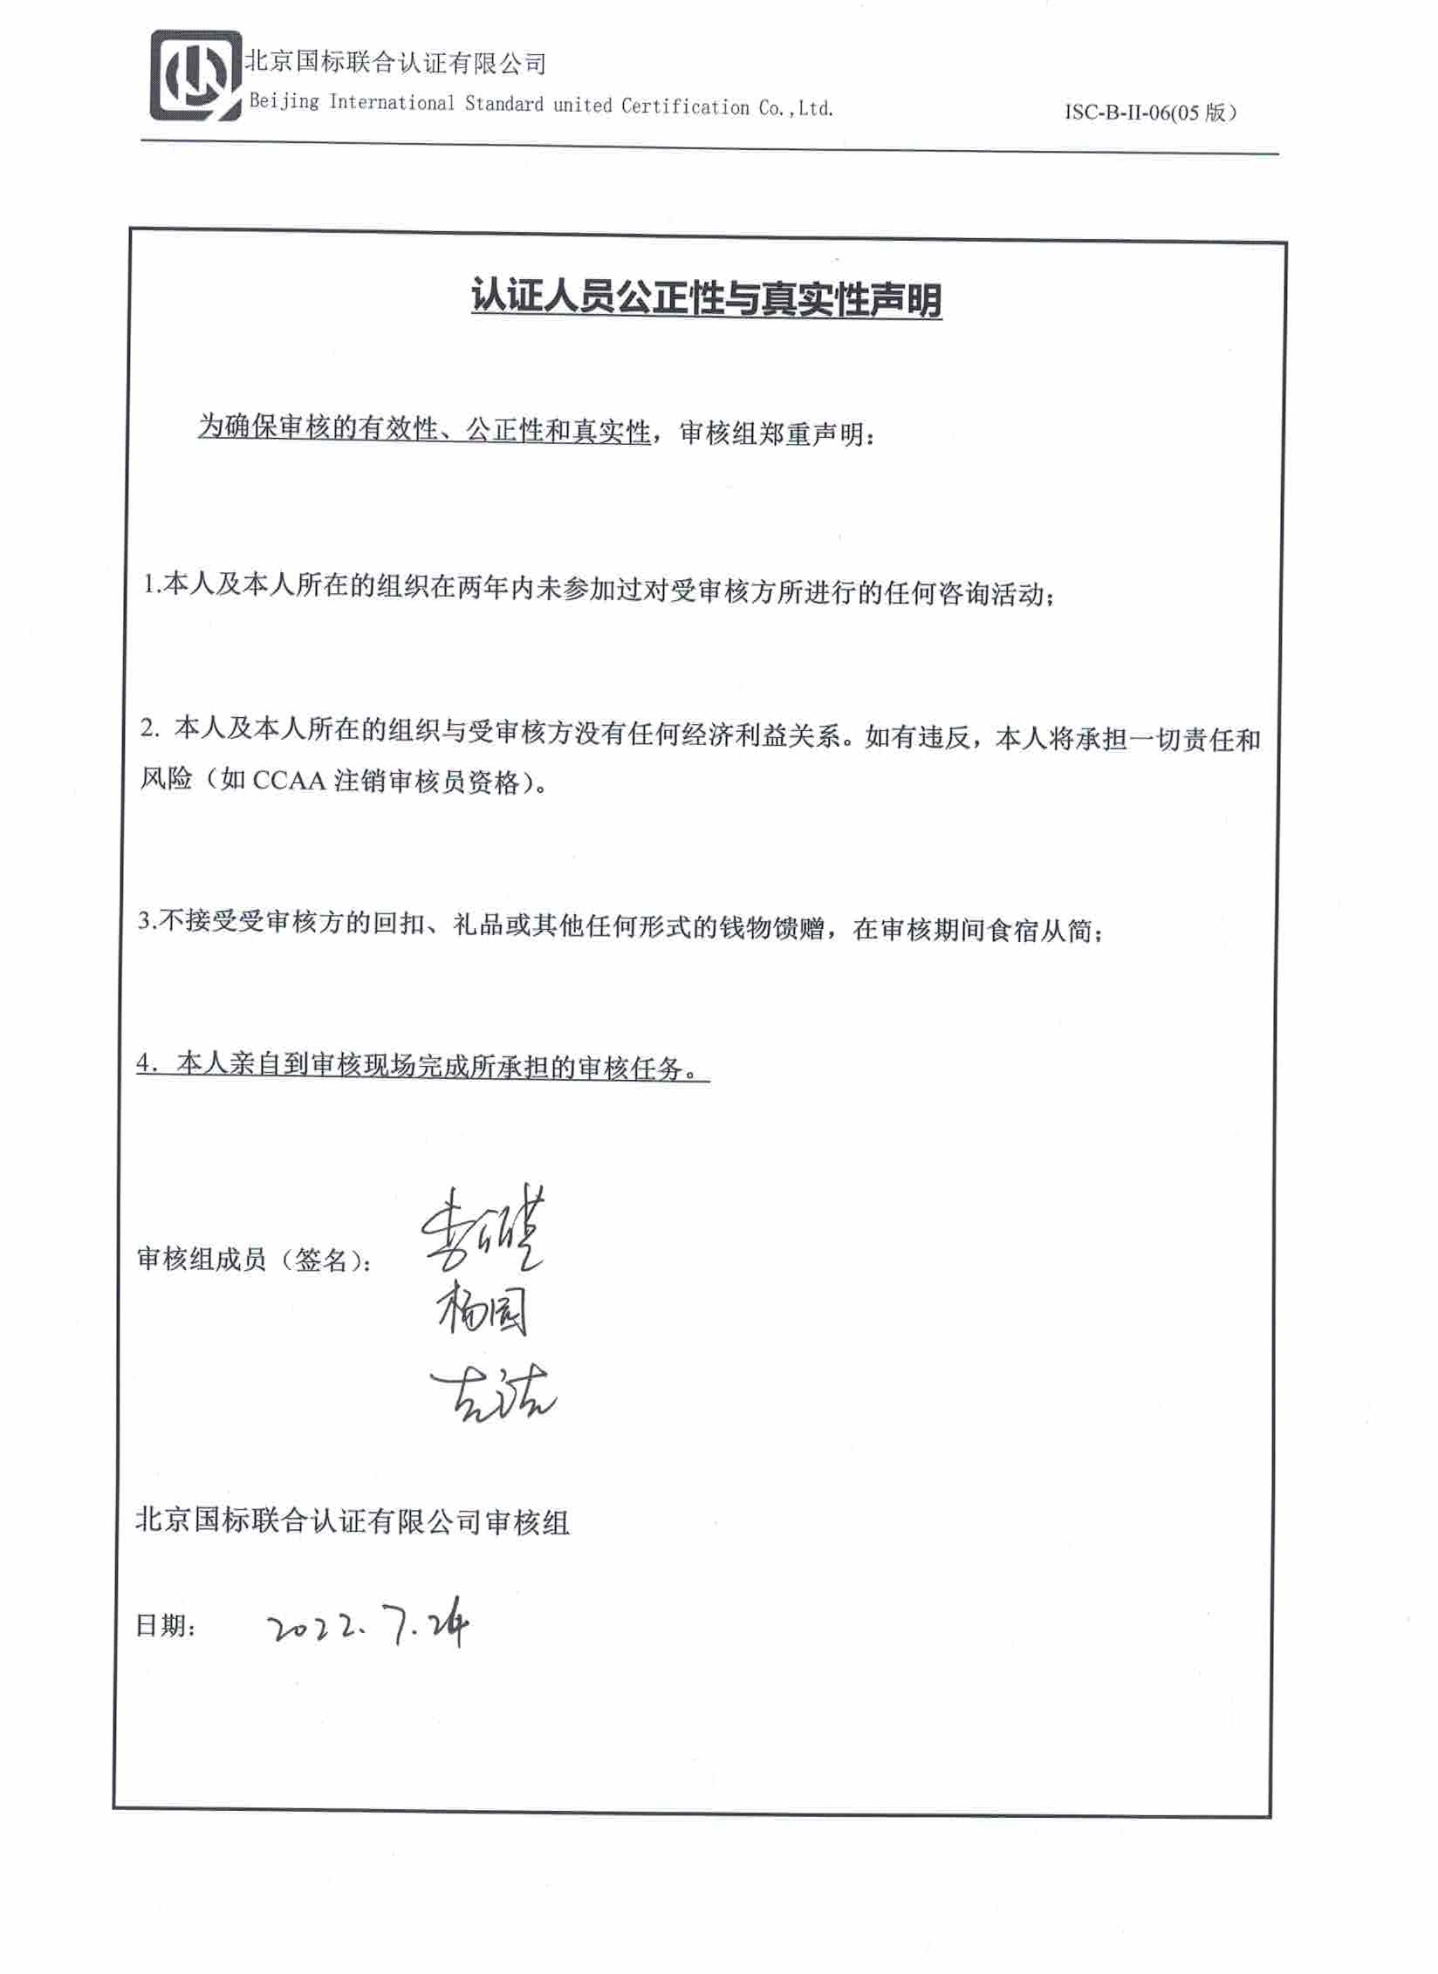 北京国标联合认证有限公司
Beijing International Standard united Certification Co.,Ltd.
ISC-B-II-06(05 版)
认证人员公正性与真实性声明
为确保审核的有效性、公正性和真实性，审核组郑重声明：
1.本人及本人所在的组织在两年内未参加过对受审核方所进行的任何咨询活动；
2. 本人及本人所在的组织与受审核方没有任何经济利益关系。如有违反，本人将承担一切责任和
风险（如 CCAA 注销审核员资格）。
3.不接受受审核方的回扣、礼品或其他任何形式的钱物馈赠，在审核期间食宿从简；
4. 本人亲自到审核现场完成所承担的审核任务。
审核组成员（签名）：
杨园
北京国标联合认证有限公司审核组
日期： 2022.7.24